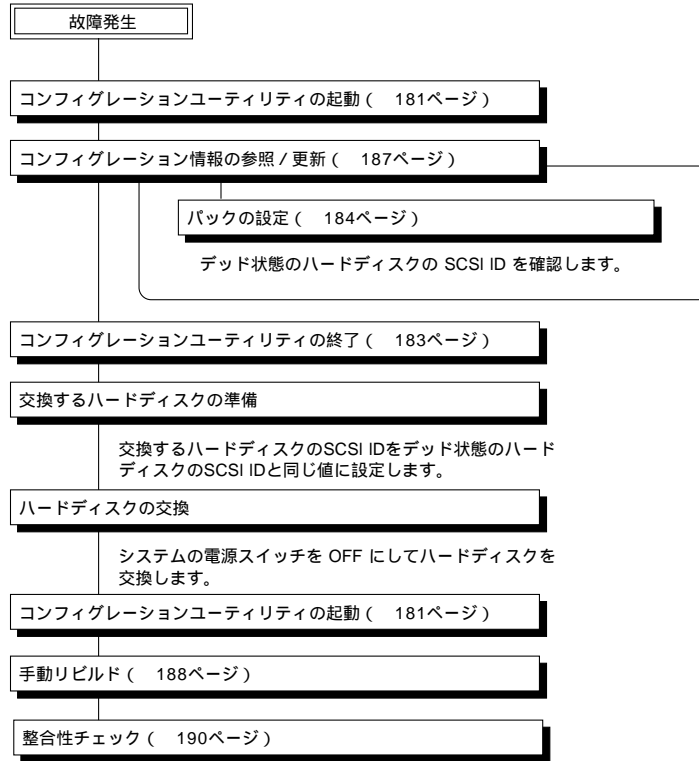 故障発生
コンフィグレーションユーティリティの起動( 181ページ)
コンフィグレーション情報の参照/更新( 187ページ)
パックの設定( 184ページ)
デッド状態のハードディスクの SCSI ID を確認します。
コンフィグレーションユーティリティの終了( 183ページ)
交換するハードディスクの準備
交換するハードディスクのSCSI IDをデッド状態のハード
ディスクのSCSI IDと同じ値に設定します。
ハードディスクの交換
システムの電源スイッチを OFF にしてハードディスクを
交換します。
コンフィグレーションユーティリティの起動( 181ページ)
手動リビルド( 188ページ)
整合性チェック( 190ページ)